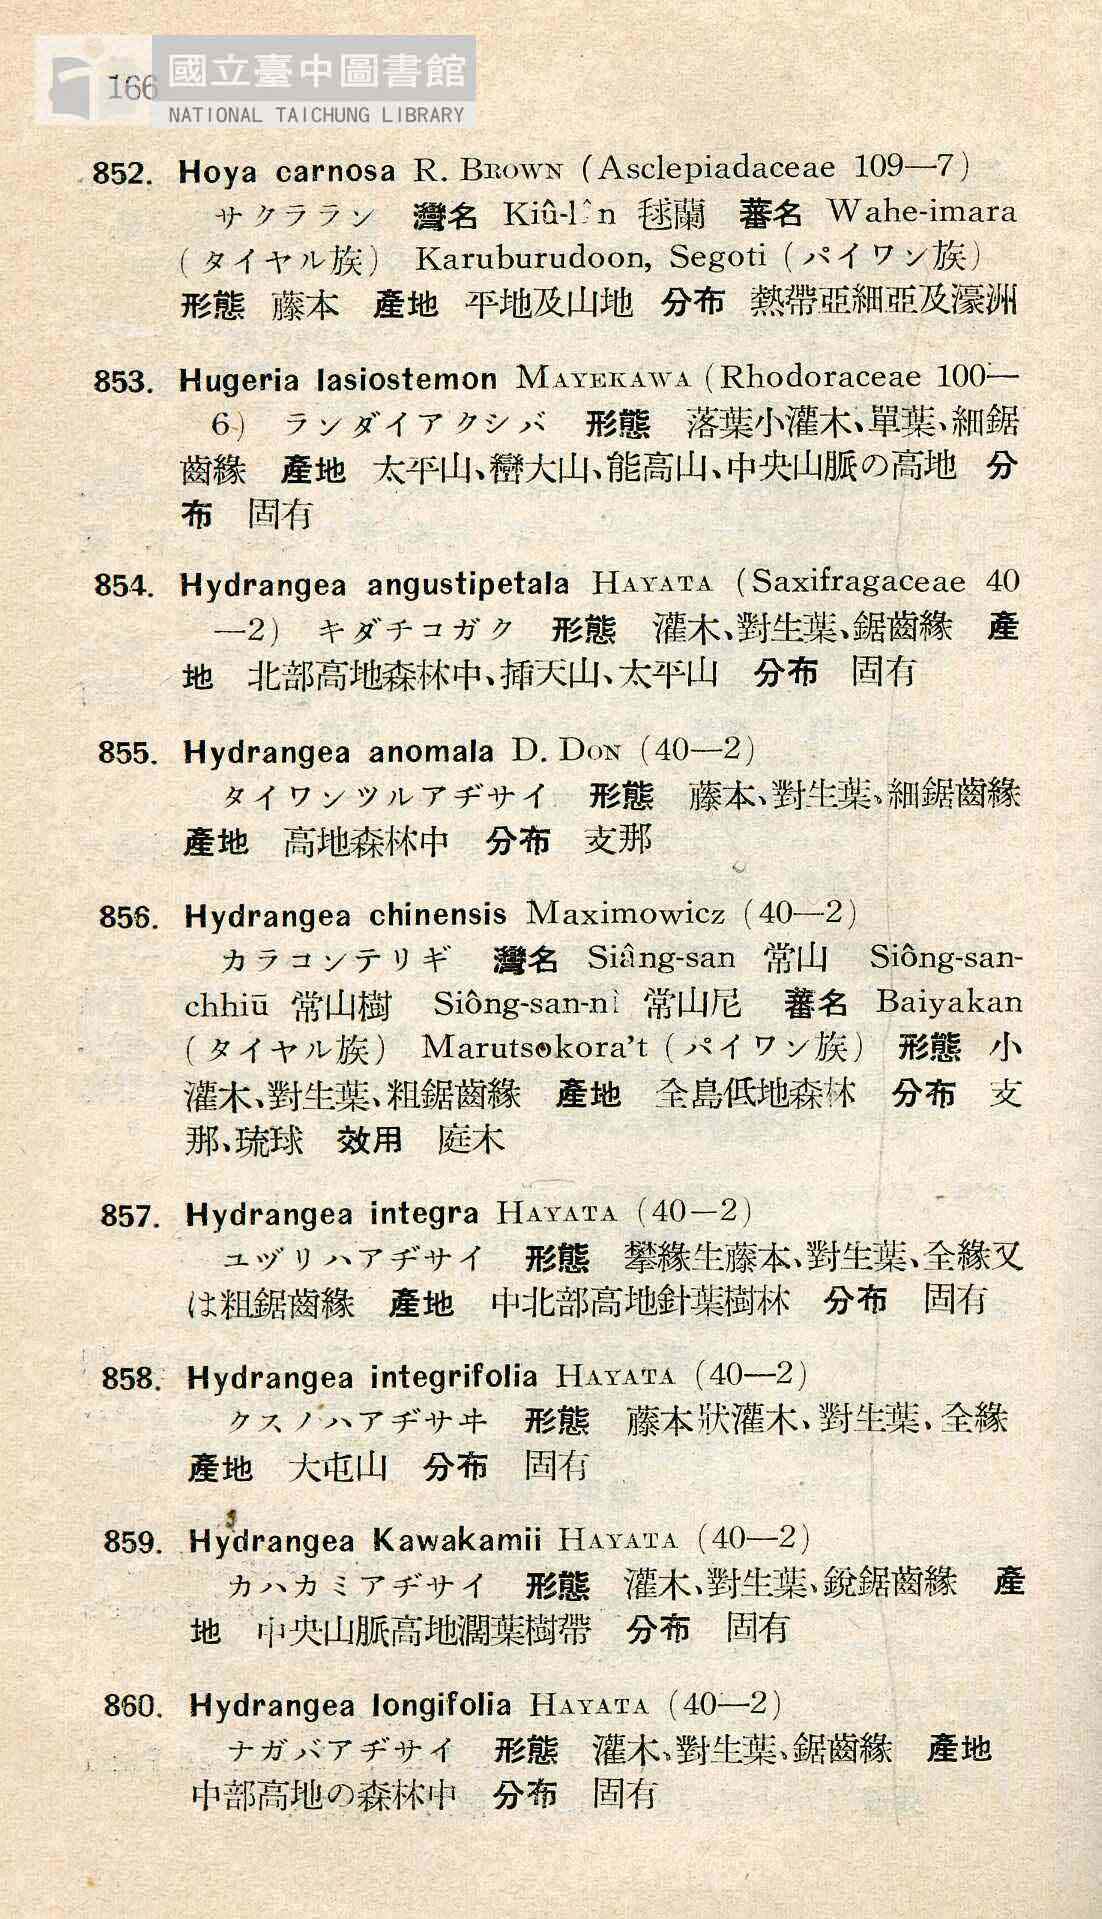 166
國立臺中圖書館
NATIONAL TAICHUNG LIBRARY
852. Hoya carnosa R. BROWN (Asclepiadaceae 109—7)
サクララン 灣名 Kiû-lîn 毬蘭 蕃名 Wahe-imara
(タイヤル族) Karuburudoon, Segoti (パイワン族)
形態 藤本 產地 平地及山地 分布 熱帶亞細亞及濠洲
853. Hugeria lasiostemon MAYEKAWA (Rhodoraceae 100—
6) ランダイアクシバ 形態 落葉小灌木、單葉、細鋸
齒緣 產地 太平山、巒大山、能高山、中央山脈の高地 分
布 固有
854. Hydrangea angustipetala HAYATA (Saxifragaceae 40
—2) キダチコガク 形態 灌木、對生葉、鋸齒緣 產
地 北部高地森林中、揷天山、太平山 分布 固有
855. Hydrangea anomala D. DON (40—2)
タイワンツルアヂサイ 形態 藤本、對生葉、細鋸齒緣
產地 高地森林中 分布 支那
856. Hydrangea chinensis Maximowicz (40—2)
カラコンテリギ 灣名 Siâng-san 常山 Siông-san-
chhiū 常山樹 Siông-san-nî 常山尼 蕃名 Baiyakan
(タイヤル族) Marutsokora't (パイワン族) 形態 小
灌木、對生葉、粗鋸齒緣 產地 全島低地森林 分布 支
那、琉球 效用 庭木
857. Hydrangea integra HAYATA (40—2)
ユヅリハアヂサイ 形態 攀緣生藤本、對生葉、全緣又
は粗鋸齒緣 產地 中北部高地針葉樹林 分布 固有
858. Hydrangea integrifolia HAYATA (40—2)
クスノハアヂサヰ 形態 藤本狀灌木、對生葉、全緣
產地 大屯山 分布 固有
859. Hydrangea Kawakamii HAYATA (40—2)
カハカミアヂサイ 形態 灌木、對生葉、銳鋸齒緣 產
地 中央山脈高地濶葉樹帶 分布 固有
860. Hydrangea longifolia HAYATA (40—2)
ナガバアヂサイ 形態 灌木、對生葉、鋸齒緣 產地
中部高地の森林中 分布 固有